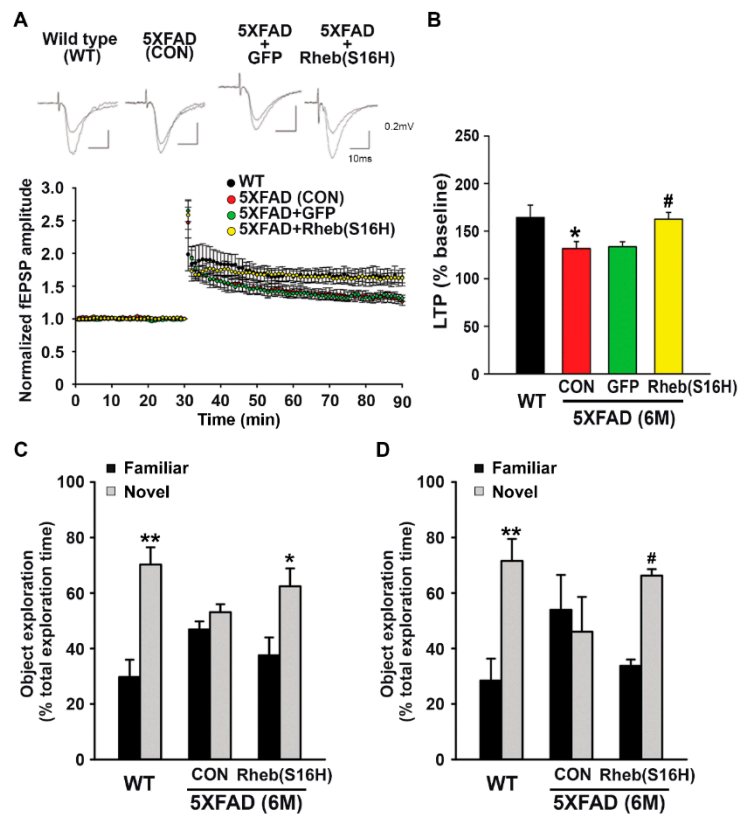 A
Wild type
(WT)
5XFAD
(CON)
5XFAD
+
GFP
5XFAD
+
Rheb(S16H)
0.2mV
10ms
WT
5XFAD (CON)
5XFAD+GFP
5XFAD+Rheb(S16H)
Normalized fEPSP amplitude
3.0
2.5
2.0
1.5
1.0
0.5
0
0 10 20 30 40 50 60 70 80 90
Time (min)
B
LTP (% baseline)
250
200
150
100
50
0
*
#
WT
CON
GFP
Rheb(S16H)
5XFAD (6M)
C
Familiar
Novel
Object exploration
(% total exploration time)
100
80
60
40
20
0
**
*
WT
CON
Rheb(S16H)
5XFAD (6M)
D
Familiar
Novel
Object exploration
(% total exploration time)
100
80
60
40
20
0
**
#
WT
CON
Rheb(S16H)
5XFAD (6M)